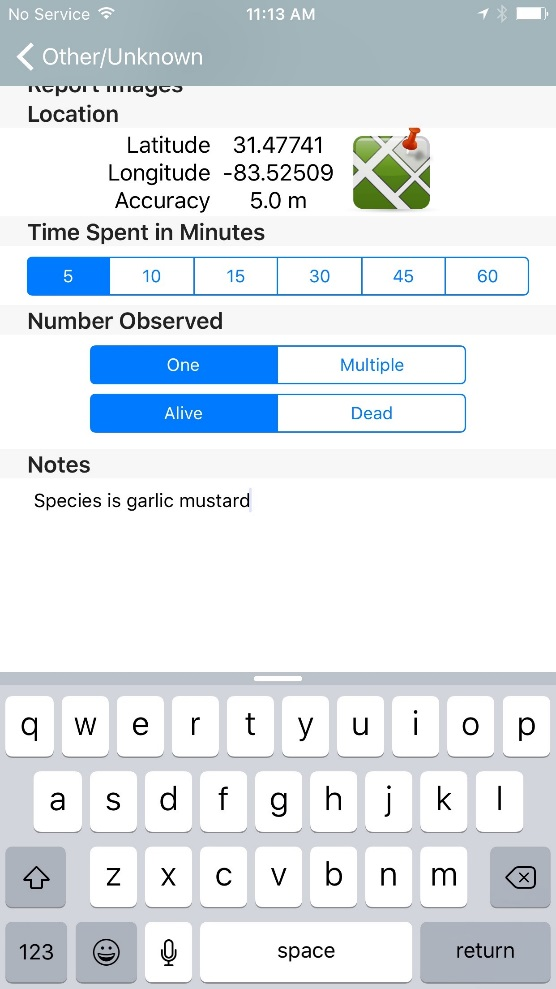 No Service 11:13 AM
Other/Unknown
Report Images
Location
Latitude 31.47741
Longitude -83.52509
Accuracy 5.0 m
Time Spent in Minutes
5 10 15 30 45 60
Number Observed
One Multiple
Alive Dead
Notes
Species is garlic mustard
q w e r t y u i o p
a s d f g h j k l
z x c v b n m
123 space return